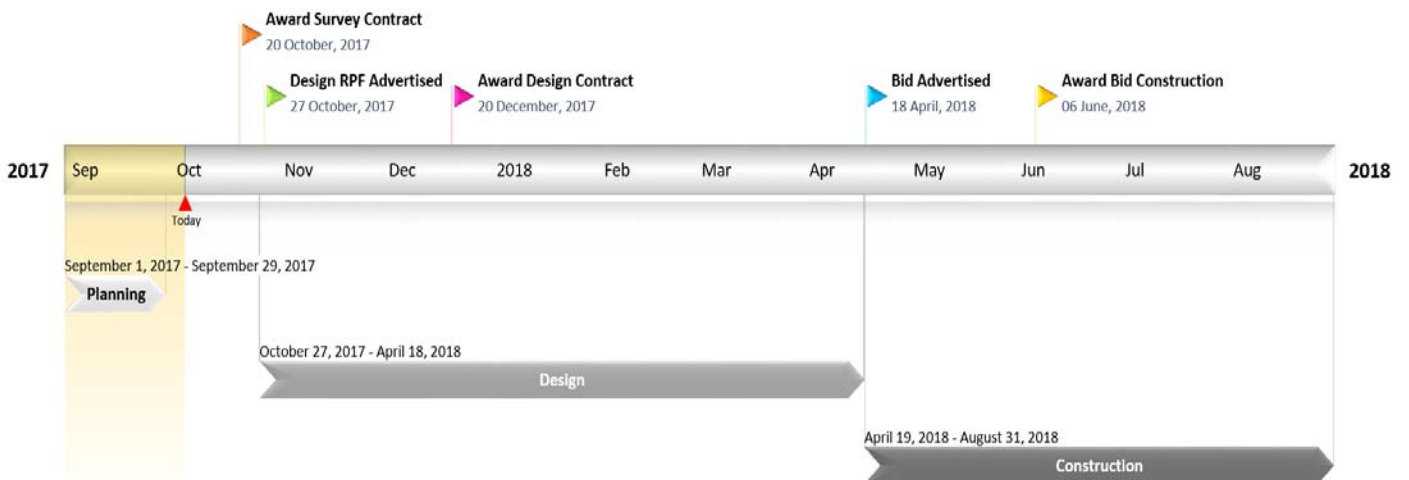 Award Survey Contract
20 October, 2017
Design RPF Advertised
27 October, 2017
Award Design Contract
20 December, 2017
Bid Advertised
18 April, 2018
Award Bid Construction
06 June, 2018
2017 Sep Oct Nov Dec 2018 Feb Mar Apr May Jun Jul Aug 2018
Today
September 1, 2017 - September 29, 2017
Planning
October 27, 2017 - April 18, 2018
Design
April 19, 2018 - August 31, 2018
Construction